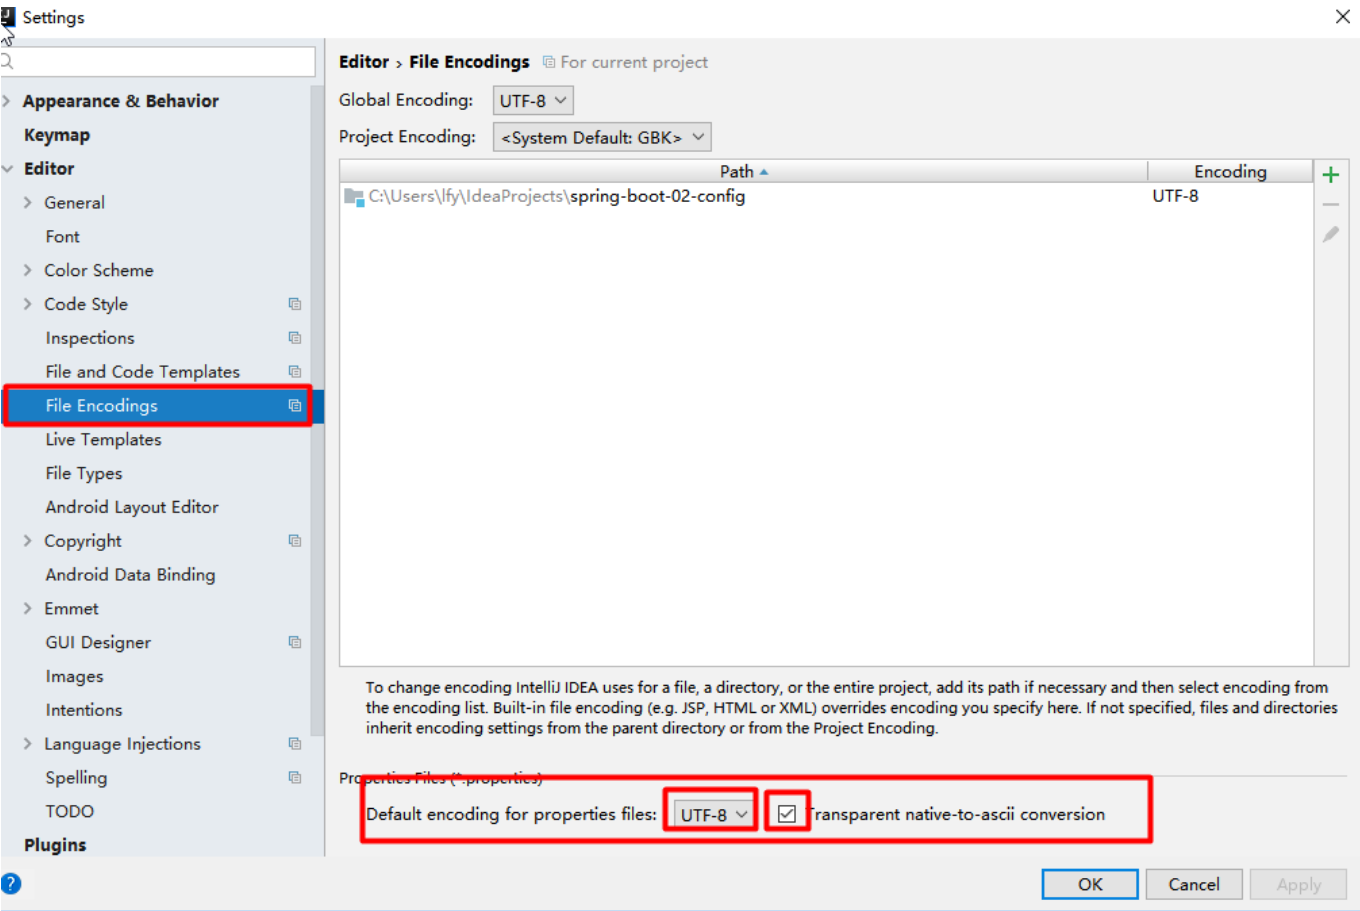 Settings
Appearance & Behavior
Keymap
Editor
General
Font
Color Scheme
Code Style
Inspections
File and Code Templates
File Encodings
Live Templates
File Types
Android Layout Editor
Copyright
Android Data Binding
Emmet
GUI Designer
Images
Intentions
Language Injections
Spelling
TODO
Plugins
Editor › File Encodings For current project
Global Encoding: UTF-8
Project Encoding: <System Default: GBK>
Path Encoding
C:\Users\lfy\IdeaProjects\spring-boot-02-config UTF-8
To change encoding IntelliJ IDEA uses for a file, a directory, or the entire project, add its path if necessary and then select encoding from
the encoding list. Built-in file encoding (e.g. JSP, HTML or XML) overrides encoding you specify here. If not specified, files and directories
inherit encoding settings from the parent directory or from the Project Encoding.
Properties Files (*.properties)
Default encoding for properties files: UTF-8 Transparent native-to-ascii conversion
? OK Cancel Apply